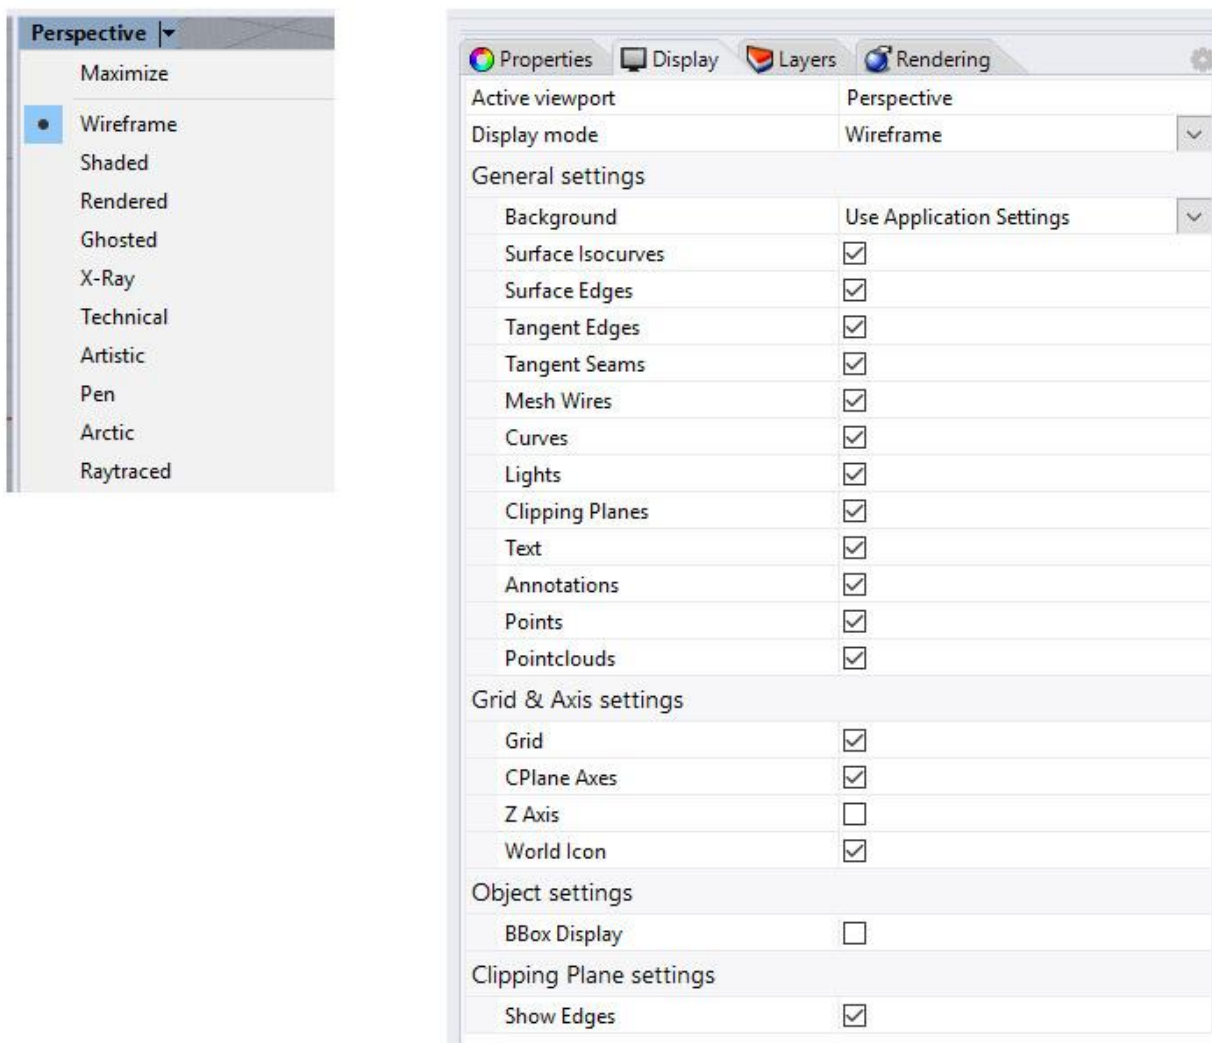 Perspective
Maximize
Wireframe
Shaded
Rendered
Ghosted
X-Ray
Technical
Artistic
Pen
Arctic
Raytraced
Properties Display Layers Rendering
Active viewport Perspective
Display mode Wireframe
General settings
Background Use Application Settings
Surface Isocurves
Surface Edges
Tangent Edges
Tangent Seams
Mesh Wires
Curves
Lights
Clipping Planes
Text
Annotations
Points
Pointclouds
Grid & Axis settings
Grid
CPlane Axes
Z Axis
World Icon
Object settings
BBox Display
Clipping Plane settings
Show Edges